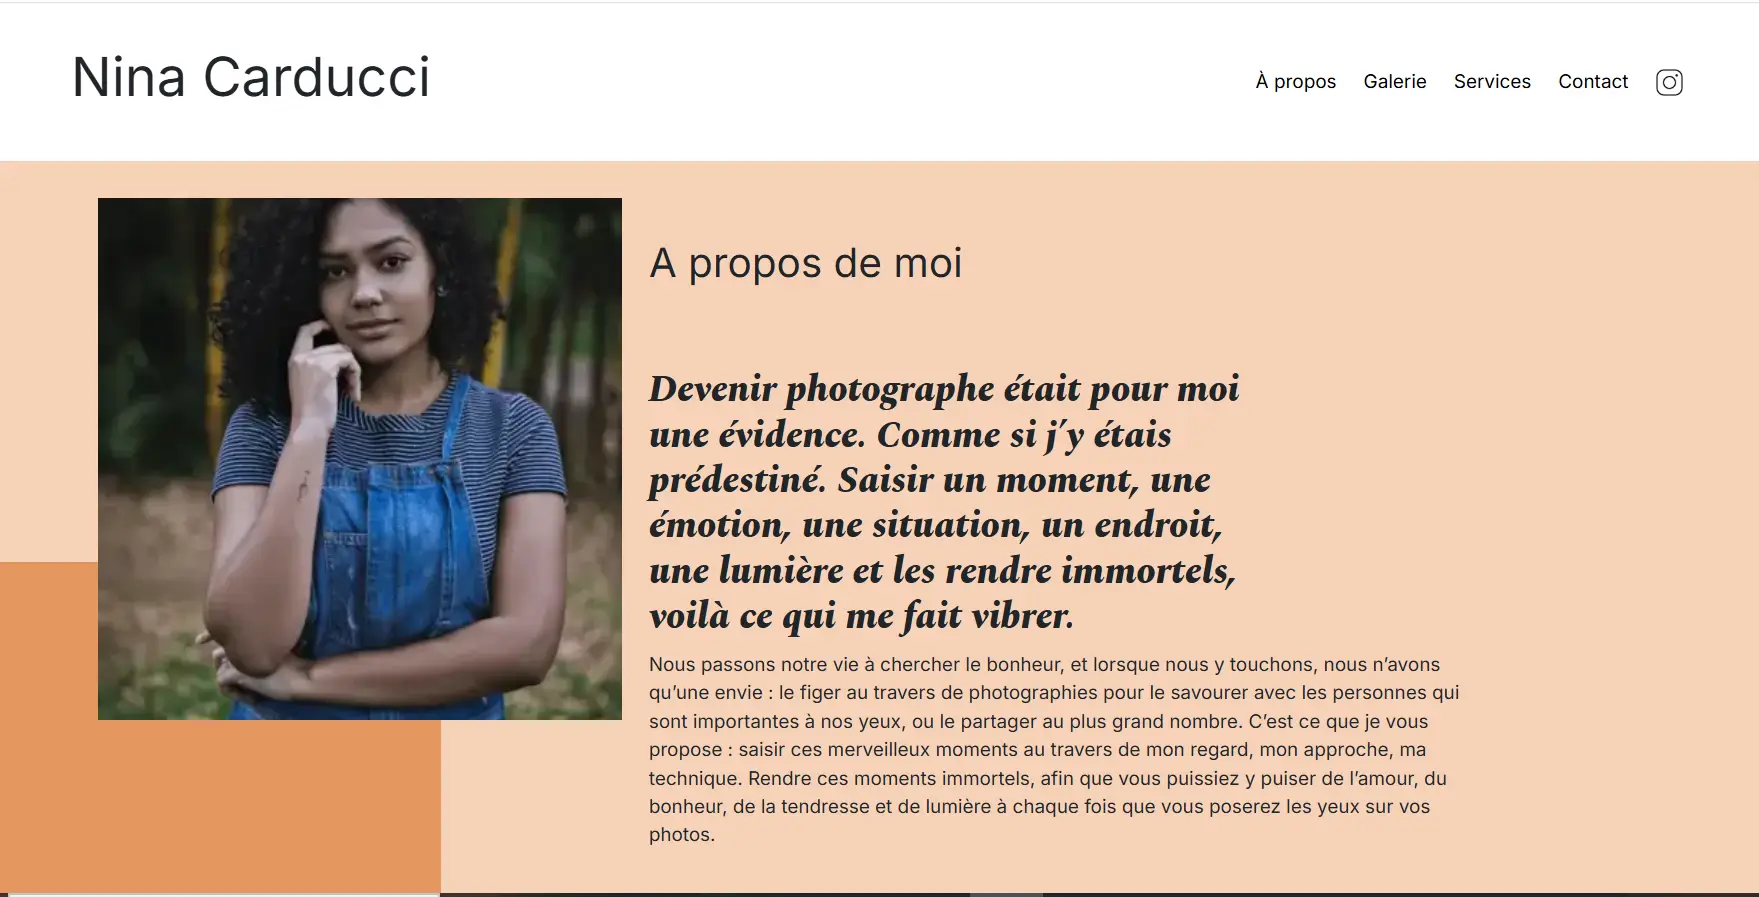 Nina Carducci
À propos Galerie Services Contact
A propos de moi
Devenir photographe était pour moi
une évidence. Comme si j’y étais
prédestiné. Saisir un moment, une
émotion, une situation, un endroit,
une lumière et les rendre immortels,
voilà ce qui me fait vibrer.
Nous passons notre vie à chercher le bonheur, et lorsque nous y touchons, nous n’avons
qu’une envie : le figer au travers de photographies pour le savourer avec les personnes qui
sont importantes à nos yeux, ou le partager au plus grand nombre. C’est ce que je vous
propose : saisir ces merveilleux moments au travers de mon regard, mon approche, ma
technique. Rendre ces moments immortels, afin que vous puissiez y puiser de l’amour, du
bonheur, de la tendresse et de lumière à chaque fois que vous poserez les yeux sur vos
photos.